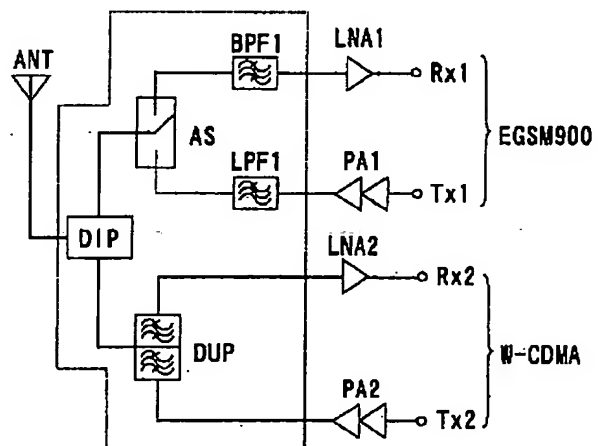 BPF1
LNA1
ANT
Rx1
AS
EGSM900
LPF1
PA1
Tx1
DIP
LNA2
Rx2
DUP
W-CDMA
PA2
Tx2